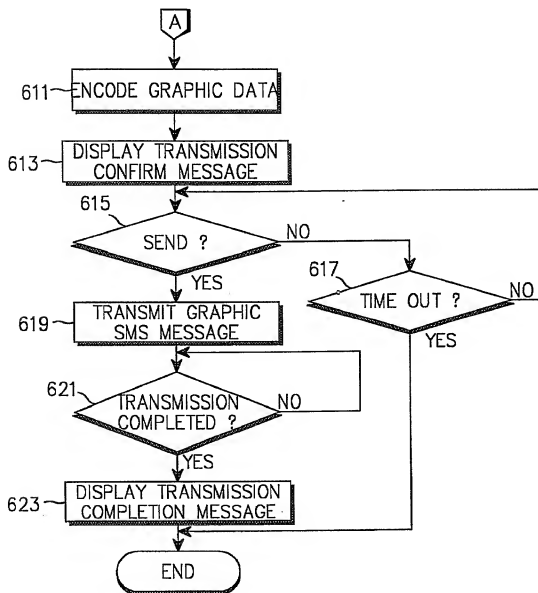 A
611
ENCODE GRAPHIC DATA
613
DISPLAY TRANSMISSION
CONFIRM MESSAGE
615
SEND ?
NO
YES
617
TIME OUT ?
NO
YES
619
TRANSMIT GRAPHIC
SMS MESSAGE
621
TRANSMISSION
COMPLETED ?
NO
YES
623
DISPLAY TRANSMISSION
COMPLETION MESSAGE
END